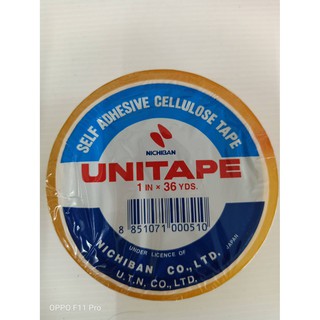 SELF ADHESIVE CELLULOSE TAPE
NICHIBAN
UNITAPE
1 IN × 36 YDS.
8 851071 000510
UNDER LICENCE OF JAPAN
NICHIBAN CO., LTD.
U.T.N. CO., LTD.
OPPO F11 Pro